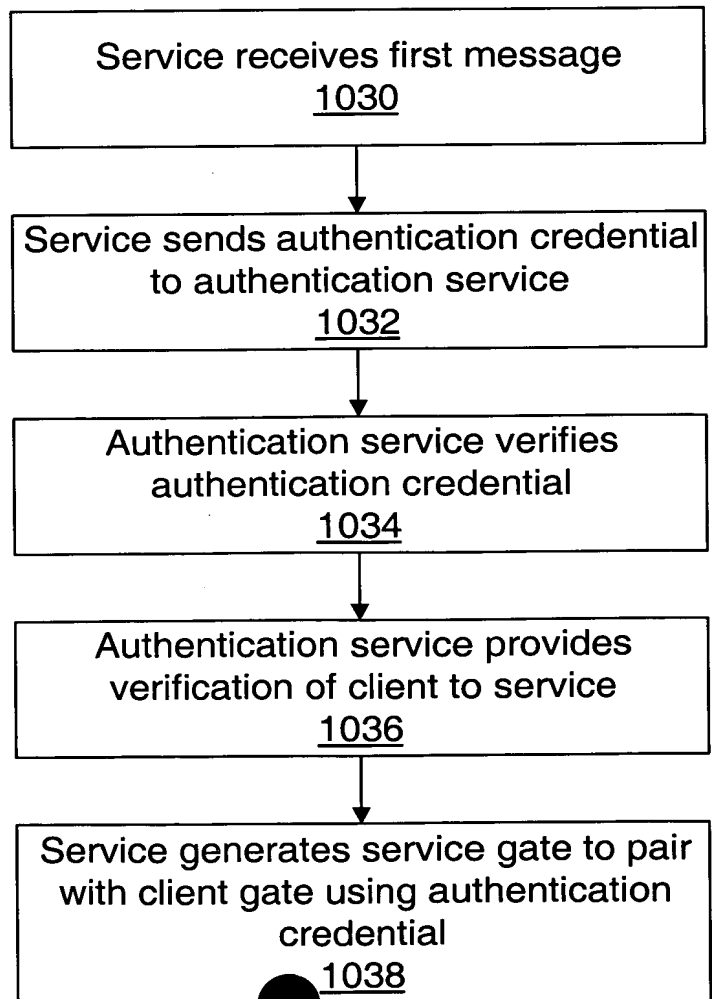 Service receives first message
1030
Service sends authentication credential
to authentication service
1032
Authentication service verifies
authentication credential
1034
Authentication service provides
verification of client to service
1036
Service generates service gate to pair
with client gate using authentication
credential
1038